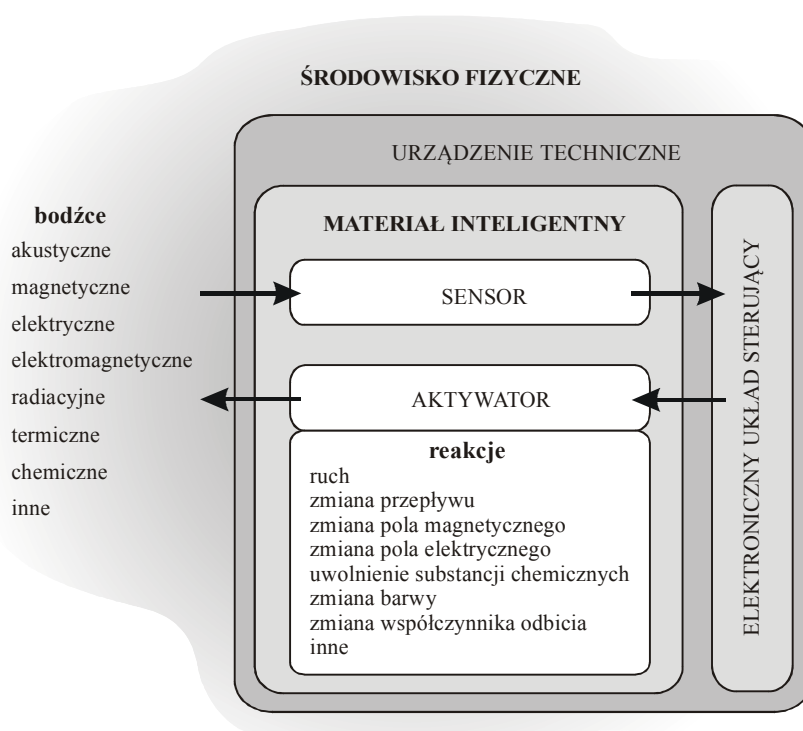 ŚRODOWISKO FIZYCZNE
URZĄDZENIE TECHNICZNE
bodźce
akustyczne
magnetyczne
elektryczne
elektromagnetyczne
radiacyjne
termiczne
chemiczne
inne
MATERIAŁ INTELIGENTNY
SENSOR
AKTYWATOR
reakcje
ruch
zmiana przepływu
zmiana pola magnetycznego
zmiana pola elektrycznego
uwolnienie substancji chemicznych
zmiana barwy
zmiana współczynnika odbicia
inne
ELEKTRONICZNY UKŁAD STERUJĄCY